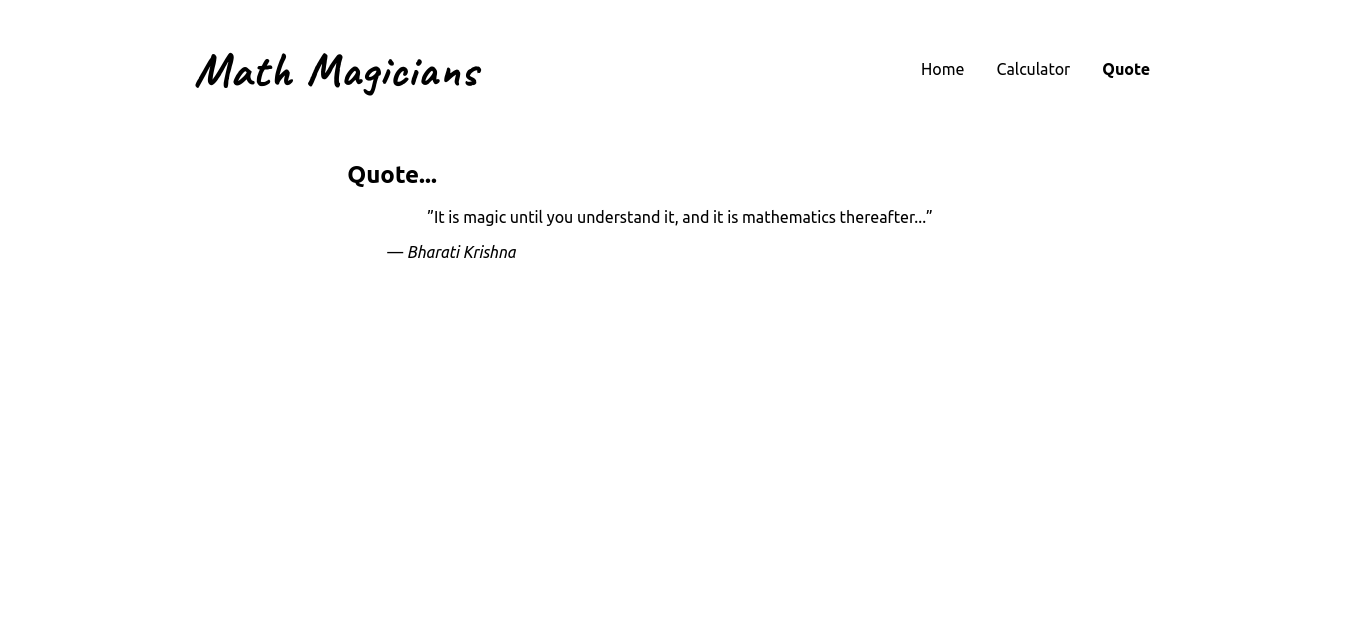 Math Magicians
Home Calculator Quote
Quote...
”It is magic until you understand it, and it is mathematics thereafter...”
— Bharati Krishna